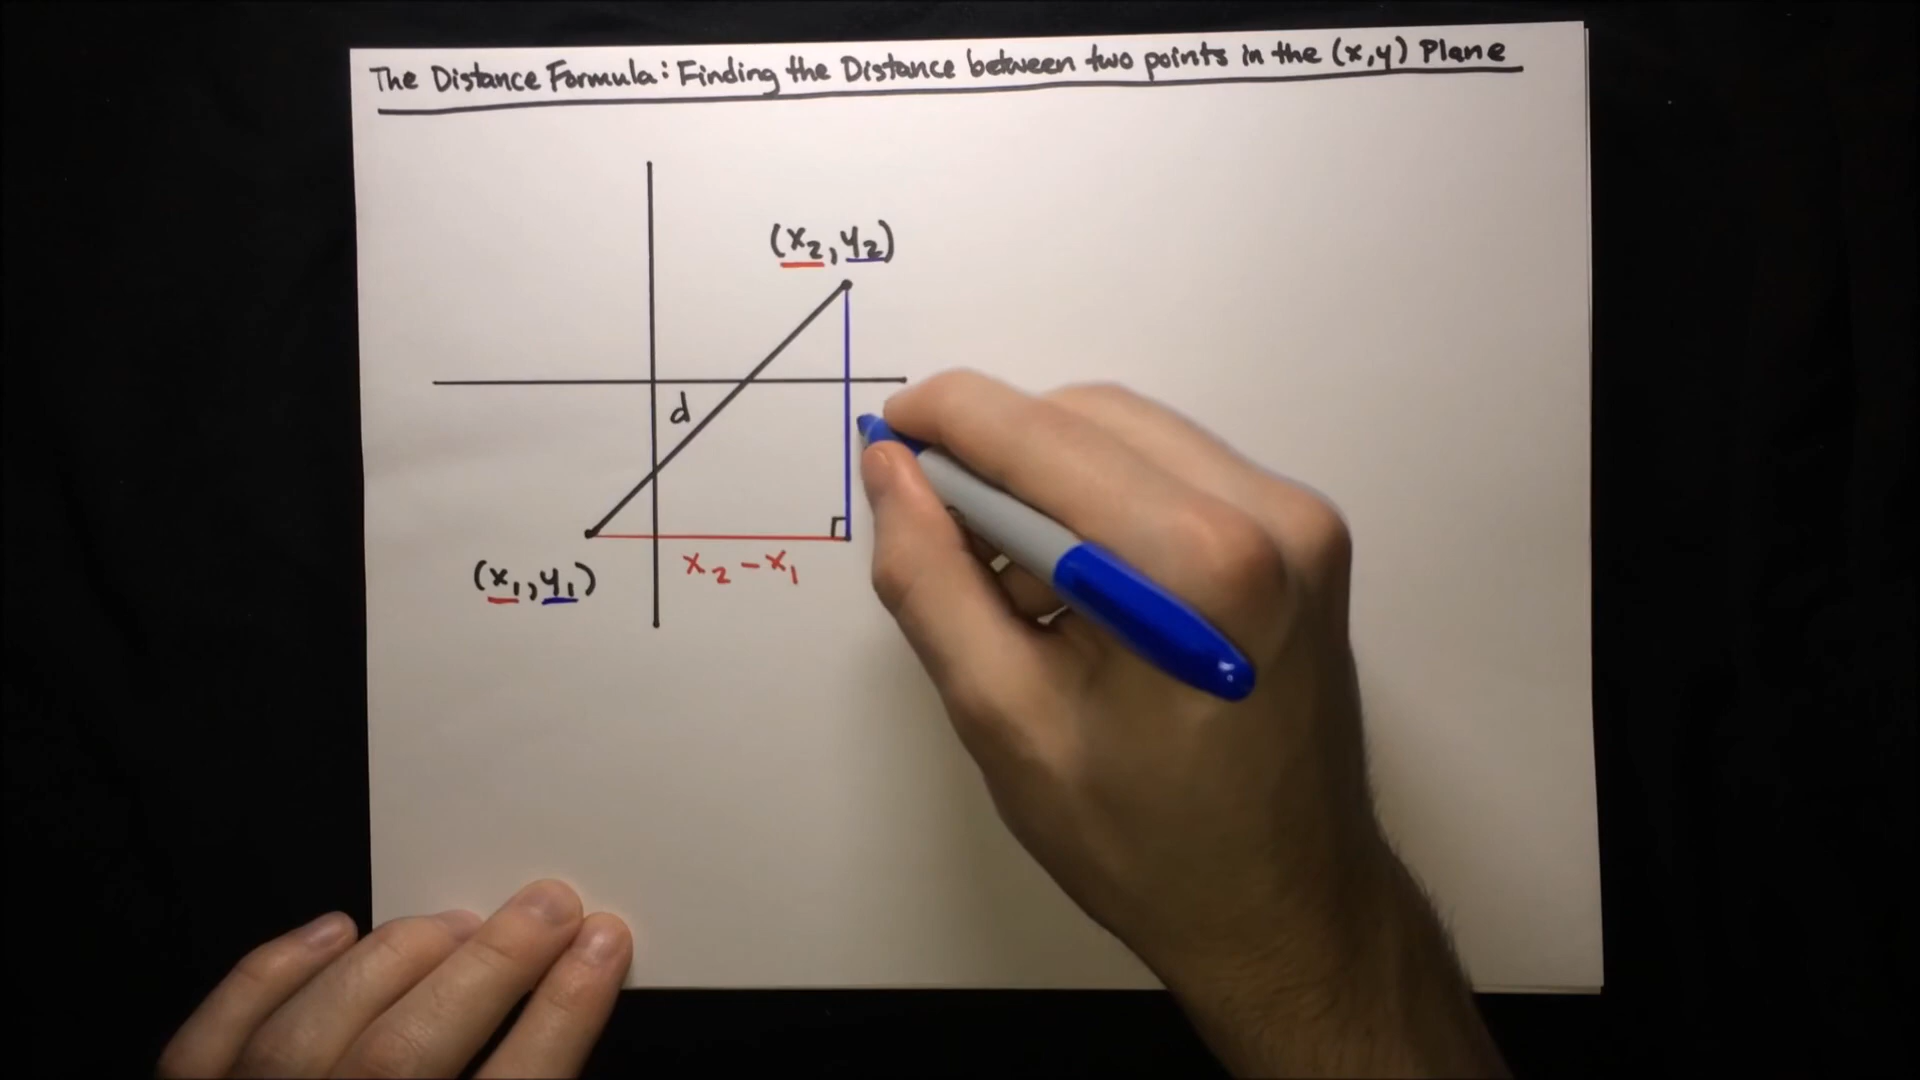 The Distance Formula: Finding the Distance between two points in the (x,y) Plane
(x₂,y₂)
d
x₂-x₁
(x₁,y₁)